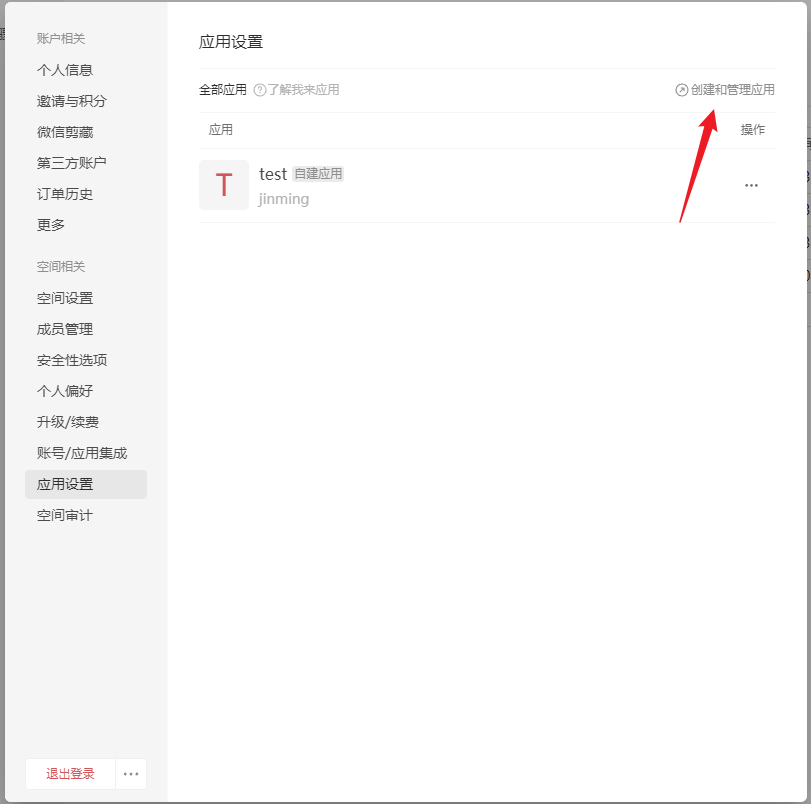 账户相关
个人信息
邀请与积分
微信剪藏
第三方账户
订单历史
更多
空间相关
空间设置
成员管理
安全性选项
个人偏好
升级/续费
账号/应用集成
应用设置
空间审计
退出登录
应用设置
全部应用 了解我来应用 创建和管理应用
应用 操作
T test 自建应用
jinming